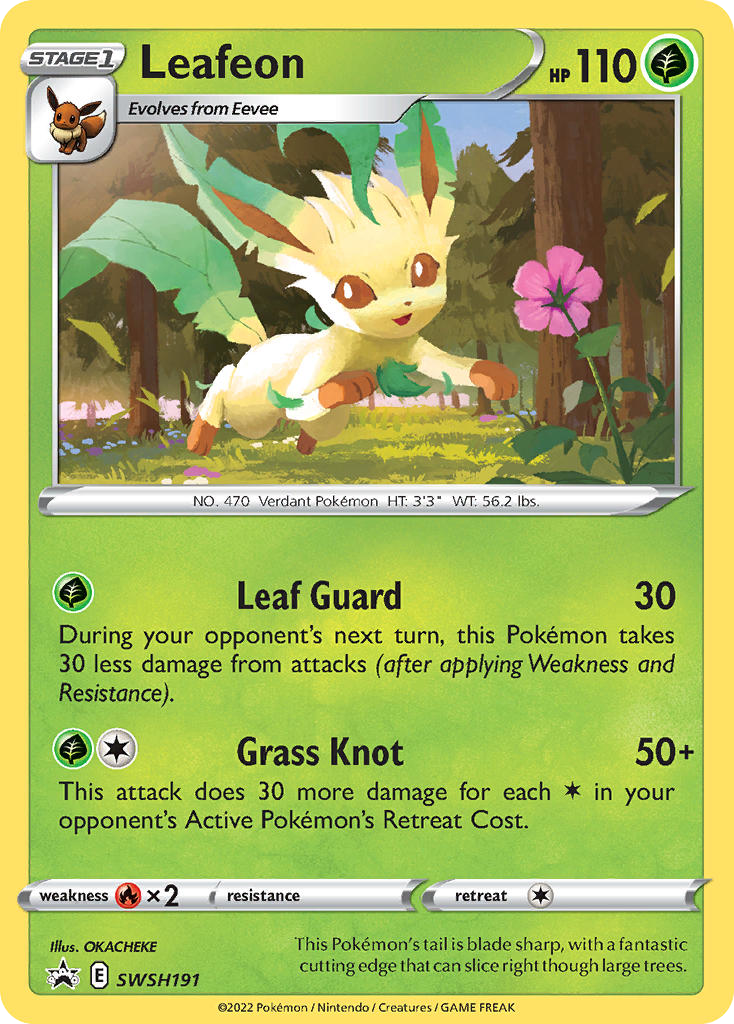 STAGE1
Leafeon
HP 110
Evolves from Eevee
NO. 470 Verdant Pokémon HT: 3'3" WT: 56.2 lbs.
Leaf Guard 30
During your opponent's next turn, this Pokémon takes
30 less damage from attacks (after applying Weakness and
Resistance).
Grass Knot 50+
This attack does 30 more damage for each in your
opponent's Active Pokémon's Retreat Cost.
weakness ×2 resistance retreat
Illus. OKACHEKE
This Pokémon's tail is blade sharp, with a fantastic
cutting edge that can slice right though large trees.
E SWSH191
©2022 Pokémon / Nintendo / Creatures / GAME FREAK